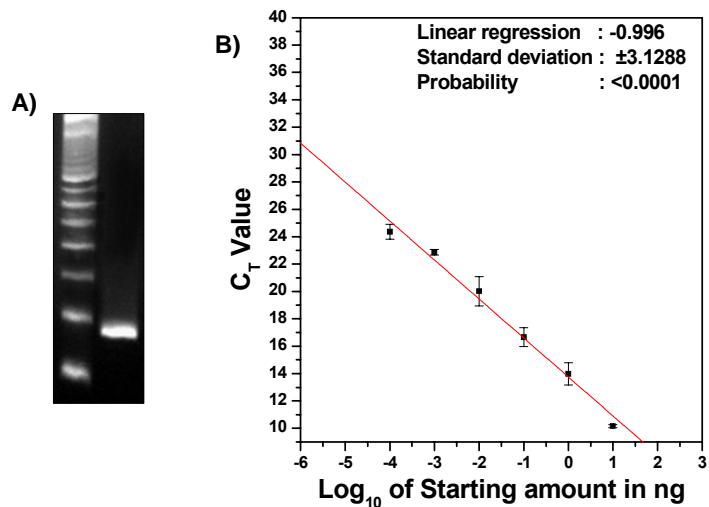 A)
B)
Linear regression : -0.996
Standard deviation : ±3.1288
Probability : <0.0001
40
38
36
34
32
30
28
26
24
22
20
18
16
14
12
10
C_T Value
-6 -5 -4 -3 -2 -1 0 1 2 3
Log₁₀ of Starting amount in ng